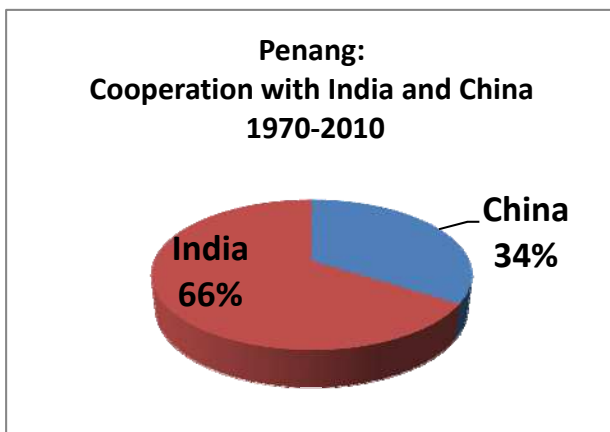 Penang:
Cooperation with India and China
1970-2010
China
34%
India
66%